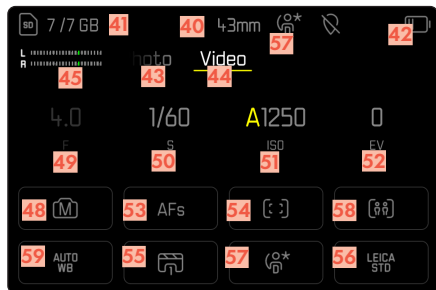 SD 7 /7 GB 41 40 43mm * 57 42
L
R 45
hoto 43 Video 44
4.0 1/60 A1250 0
F S ISO EV
49 50 51 52
48 M 53 AFs 54 58
59 AUTO WB 55 57 * 56 LEICA STD